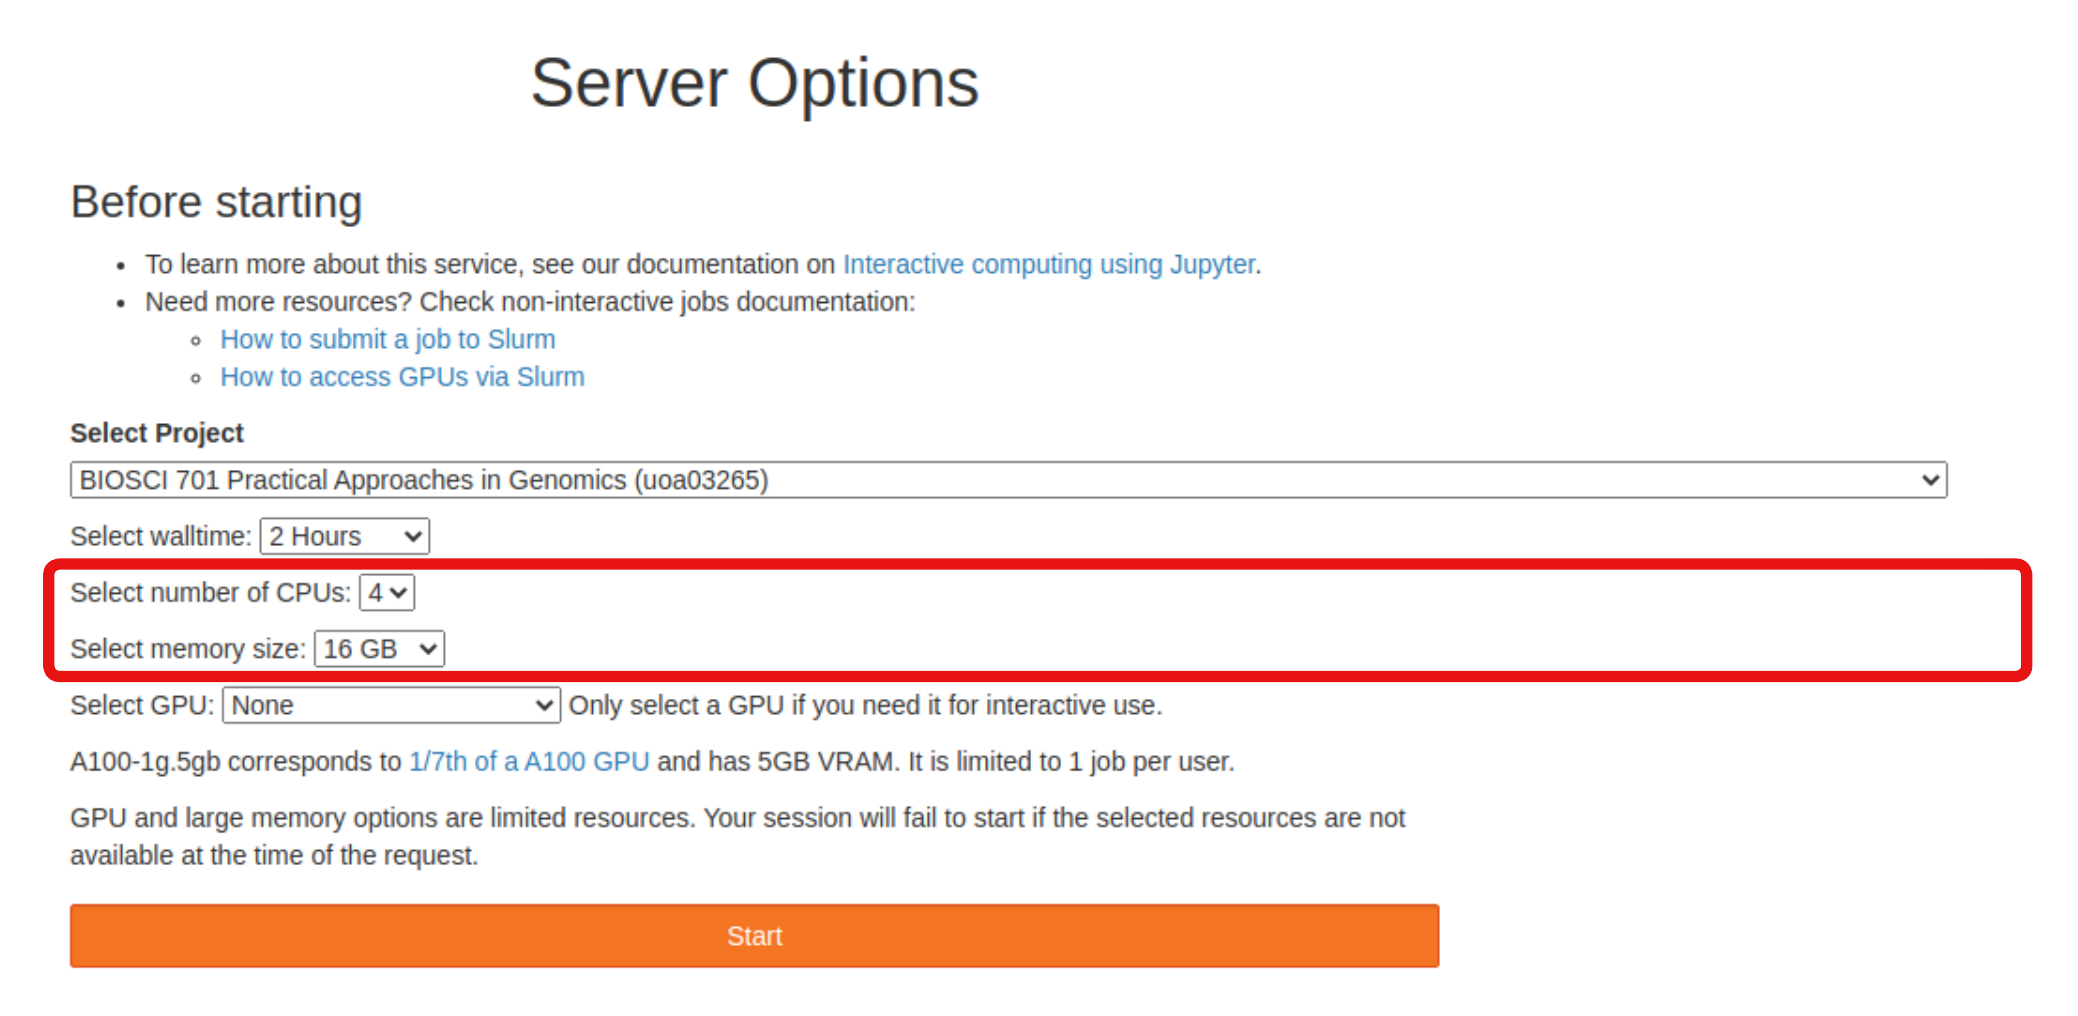 Server Options
Before starting
• To learn more about this service, see our documentation on Interactive computing using Jupyter.
• Need more resources? Check non-interactive jobs documentation:
◦ How to submit a job to Slurm
◦ How to access GPUs via Slurm
Select Project
BIOSCI 701 Practical Approaches in Genomics (uoa03265)
Select walltime: 2 Hours
Select number of CPUs: 4
Select memory size: 16 GB
Select GPU: None Only select a GPU if you need it for interactive use.
A100-1g.5gb corresponds to 1/7th of a A100 GPU and has 5GB VRAM. It is limited to 1 job per user.
GPU and large memory options are limited resources. Your session will fail to start if the selected resources are not
available at the time of the request.
Start